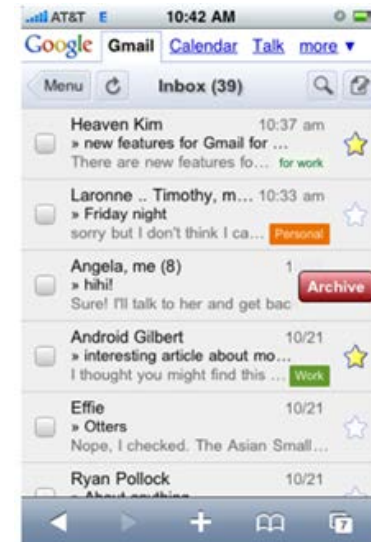 AT&T E 10:42 AM
Google Gmail Calendar Talk more ▼
Menu Inbox (39)
Heaven Kim 10:37 am
» new features for Gmail for ...
There are new features fo... for work
Laronne .. Timothy, m... 10:33 am
» Friday night
sorry but I don't think I ca... Personal
Angela, me (8) 1
» hihi! Archive
Sure! I'll talk to her and get bac
Android Gilbert 10/21
» interesting article about mo...
I thought you might find this ... Work
Effie 10/21
» Otters
Nope, I checked. The Asian Small...
Ryan Pollock 10/21
» About anything
7